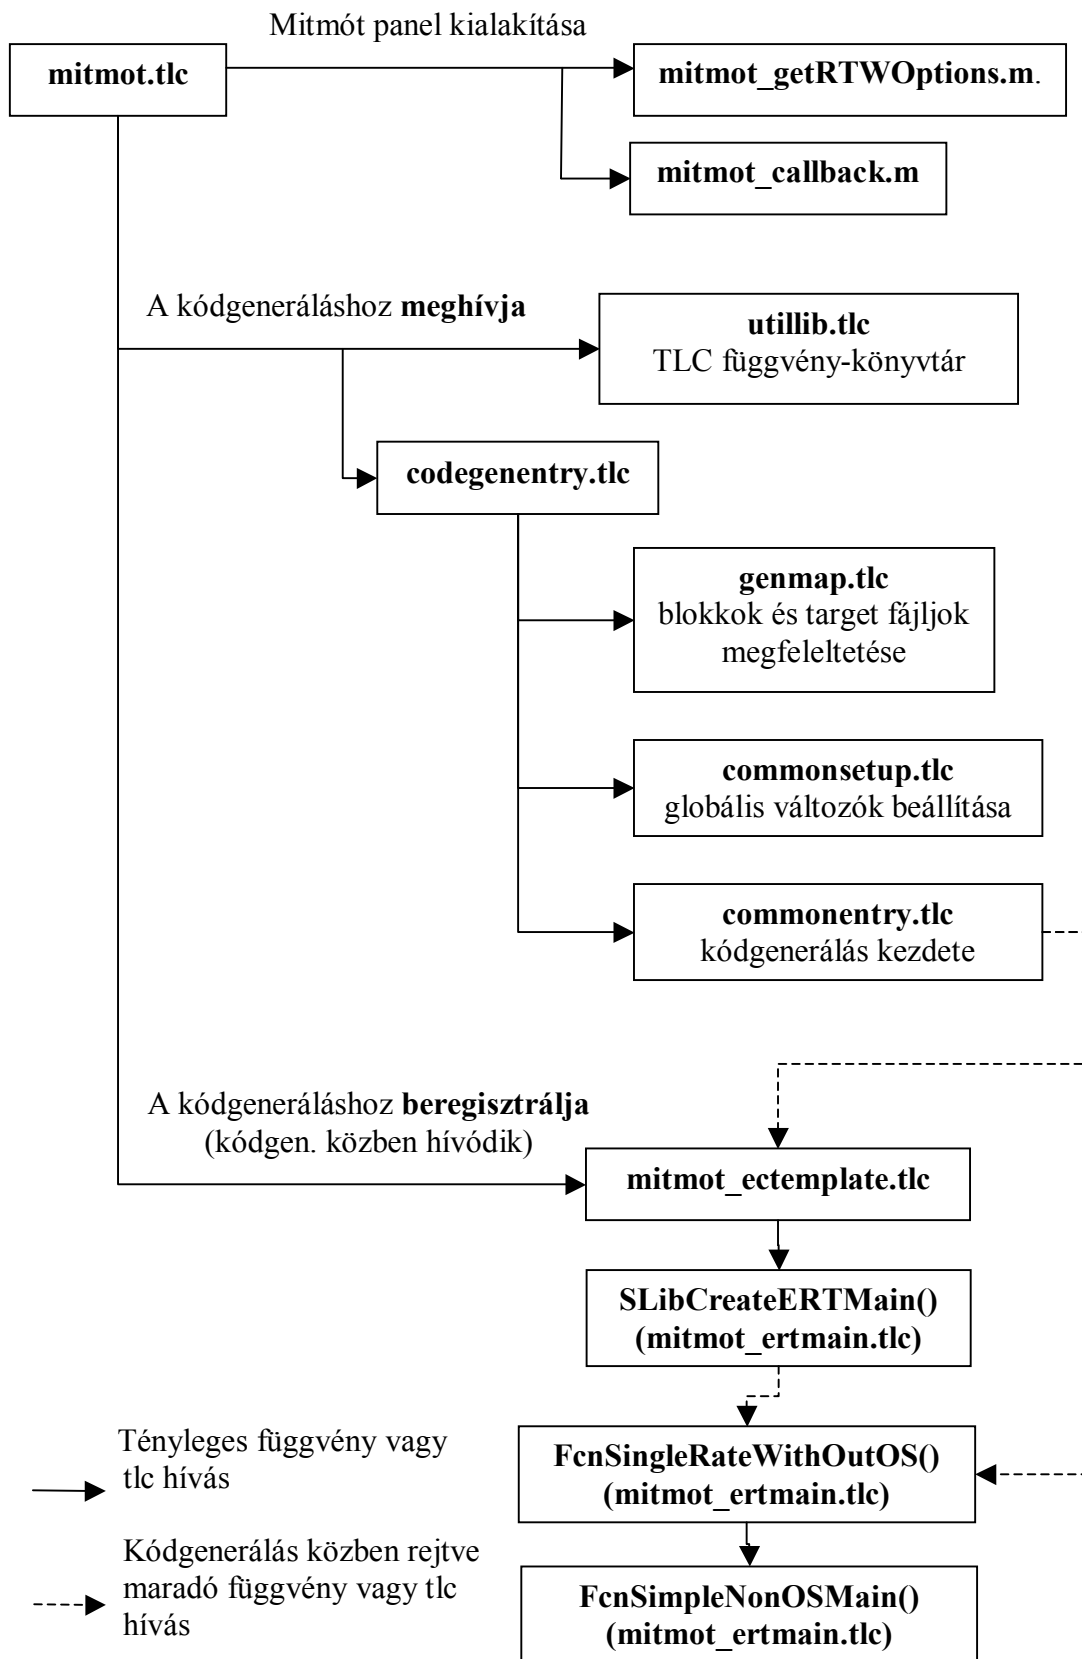 Mitmót panel kialakítása
mitmot.tlc
mitmot_getRTWOptions.m.
mitmot_callback.m
A kódgeneráláshoz meghívja
utillib.tlc
TLC függvény-könyvtár
codegenentry.tlc
genmap.tlc
blokkok és target fájljok
megfeleltetése
commonsetup.tlc
globális változók beállítása
commonentry.tlc
kódgenerálás kezdete
A kódgeneráláshoz beregisztrálja
(kódgen. közben hívódik)
mitmot_ectemplate.tlc
SLibCreateERTMain()
(mitmot_ertmain.tlc)
FcnSingleRateWithOutOS()
(mitmot_ertmain.tlc)
FcnSimpleNonOSMain()
(mitmot_ertmain.tlc)
Tényleges függvény vagy
tlc hívás
Kódgenerálás közben rejtve
maradó függvény vagy tlc
hívás